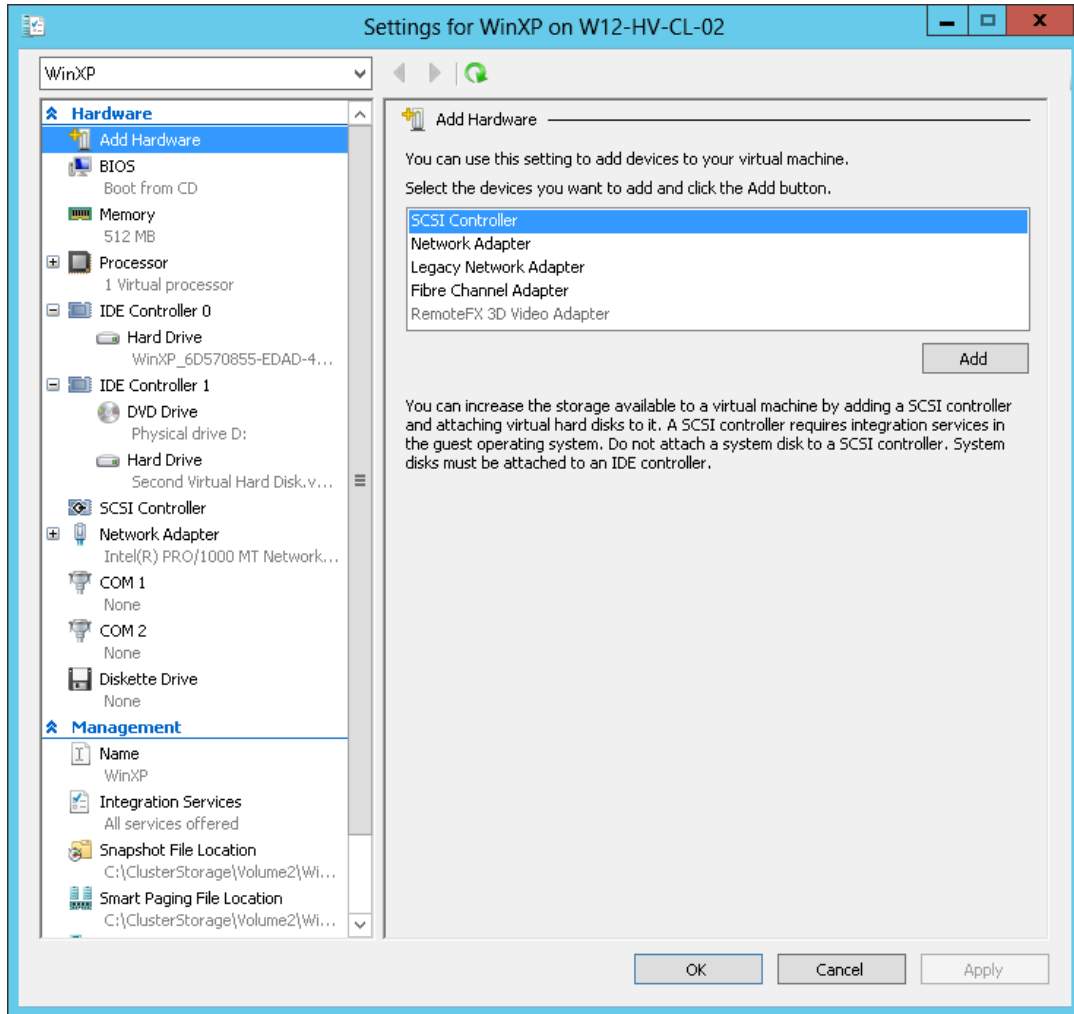 Settings for WinXP on W12-HV-CL-02
WinXP
Hardware
Add Hardware
BIOS
Boot from CD
Memory
512 MB
Processor
1 Virtual processor
IDE Controller 0
Hard Drive
WinXP_6D570855-EDAD-4...
IDE Controller 1
DVD Drive
Physical drive D:
Hard Drive
Second Virtual Hard Disk.v...
SCSI Controller
Network Adapter
Intel(R) PRO/1000 MT Network...
COM 1
None
COM 2
None
Diskette Drive
None
Management
Name
WinXP
Integration Services
All services offered
Snapshot File Location
C:\ClusterStorage\Volume2\Wi...
Smart Paging File Location
C:\ClusterStorage\Volume2\Wi...
Add Hardware
You can use this setting to add devices to your virtual machine.
Select the devices you want to add and click the Add button.
SCSI Controller
Network Adapter
Legacy Network Adapter
Fibre Channel Adapter
RemoteFX 3D Video Adapter
Add
You can increase the storage available to a virtual machine by adding a SCSI controller
and attaching virtual hard disks to it. A SCSI controller requires integration services in
the guest operating system. Do not attach a system disk to a SCSI controller. System
disks must be attached to an IDE controller.
OK
Cancel
Apply